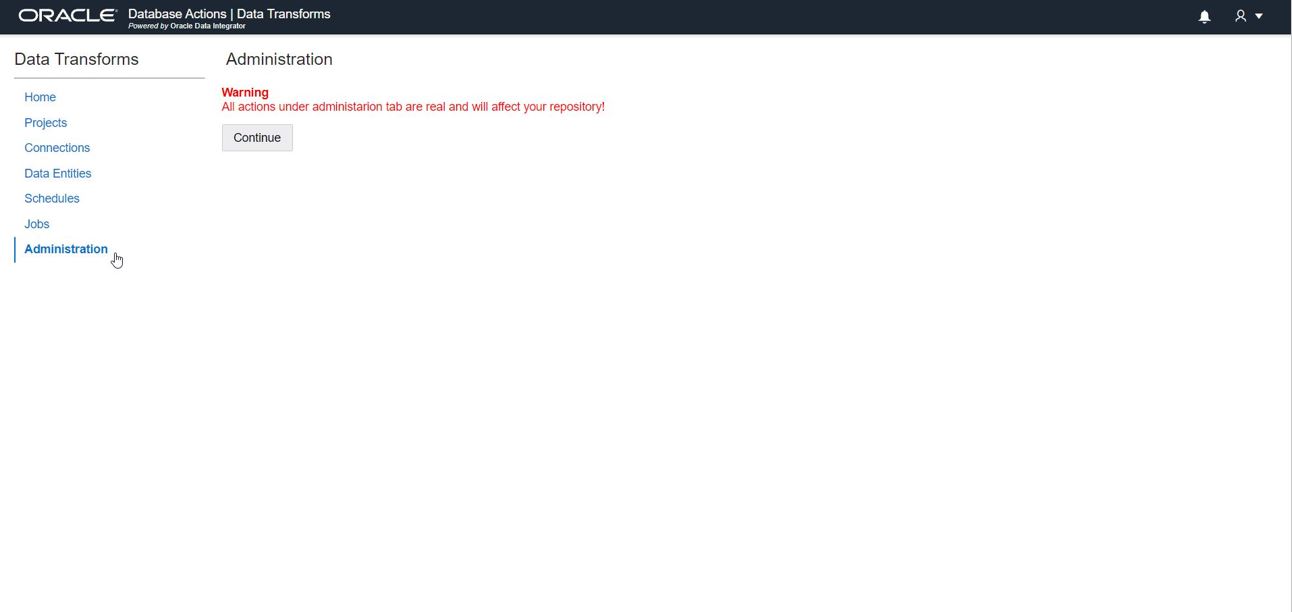 ORACLE Database Actions | Data Transforms
Powered by Oracle Data Integrator
Data Transforms
Home
Projects
Connections
Data Entities
Schedules
Jobs
Administration
Administration
Warning
All actions under administarion tab are real and will affect your repository!
Continue